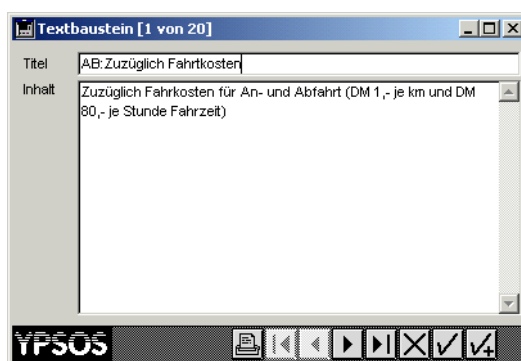 Textbaustein [1 von 20]
Titel
AB:Zuzüglich Fahrtkosten
Inhalt
Zuzüglich Fahrkosten für An- und Abfahrt (DM 1,- je km und DM
80,- je Stunde Fahrzeit)
YPSOS